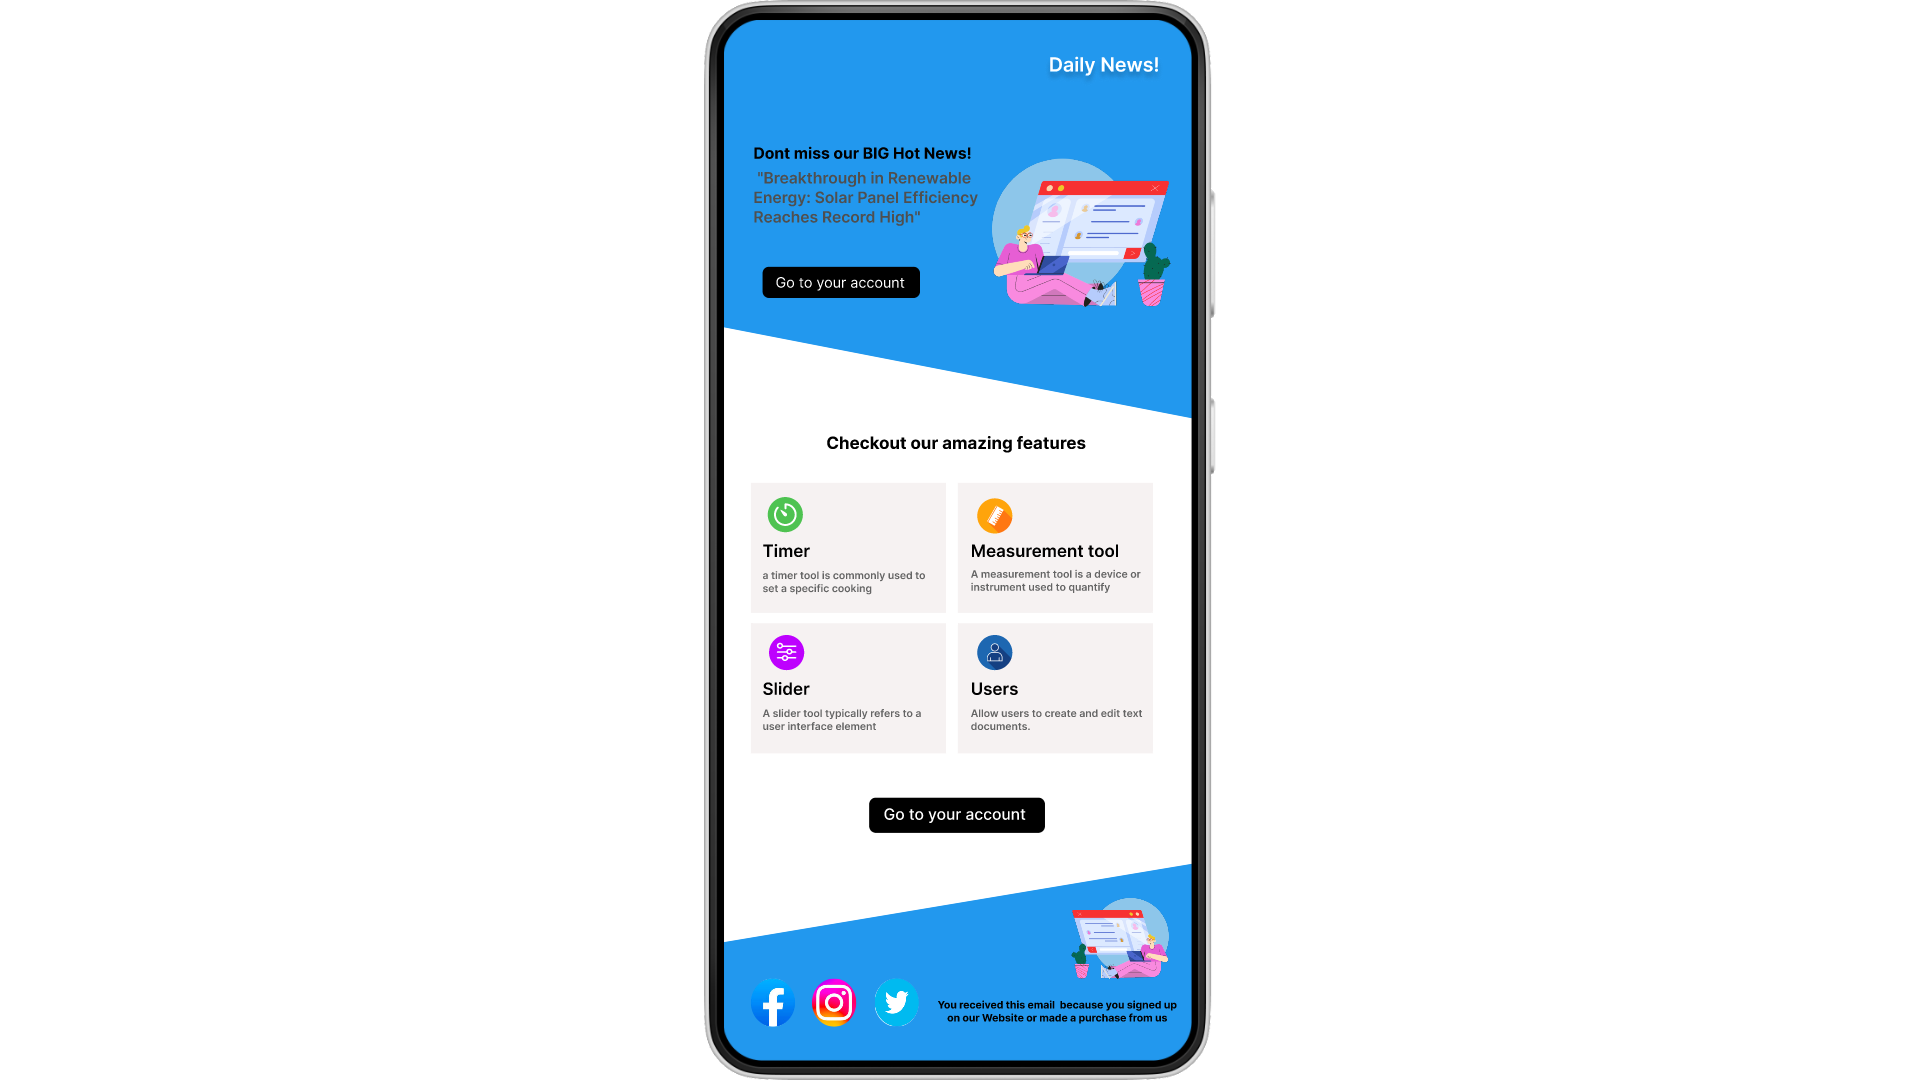 Daily News!
Dont miss our BIG Hot News!
"Breakthrough in Renewable
Energy: Solar Panel Efficiency
Reaches Record High"
Go to your account
Checkout our amazing features
Timer
a timer tool is commonly used to
set a specific cooking
Measurement tool
A measurement tool is a device or
instrument used to quantify
Slider
A slider tool typically refers to a
user interface element
Users
Allow users to create and edit text
documents.
Go to your account
You received this email  because you signed up
on our Website or made a purchase from us